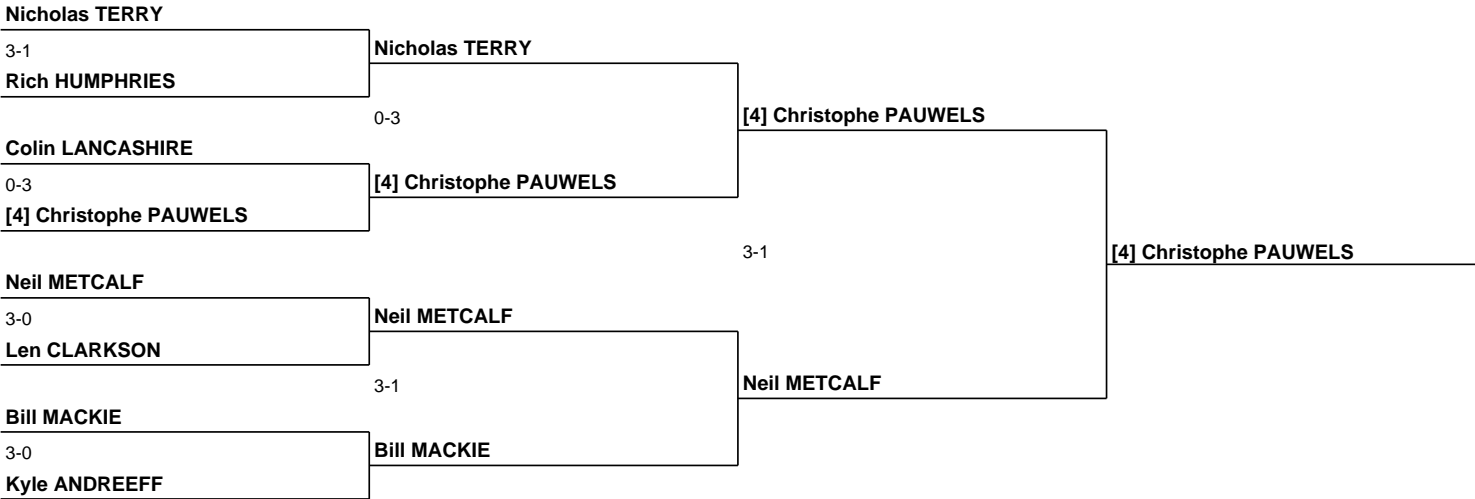 Nicholas TERRY
3-1
Rich HUMPHRIES
Colin LANCASHIRE
0-3
[4] Christophe PAUWELS
Neil METCALF
3-0
Len CLARKSON
Bill MACKIE
3-0
Kyle ANDREEFF
Nicholas TERRY
0-3
[4] Christophe PAUWELS
Neil METCALF
3-1
Bill MACKIE
[4] Christophe PAUWELS
3-1
Neil METCALF
[4] Christophe PAUWELS